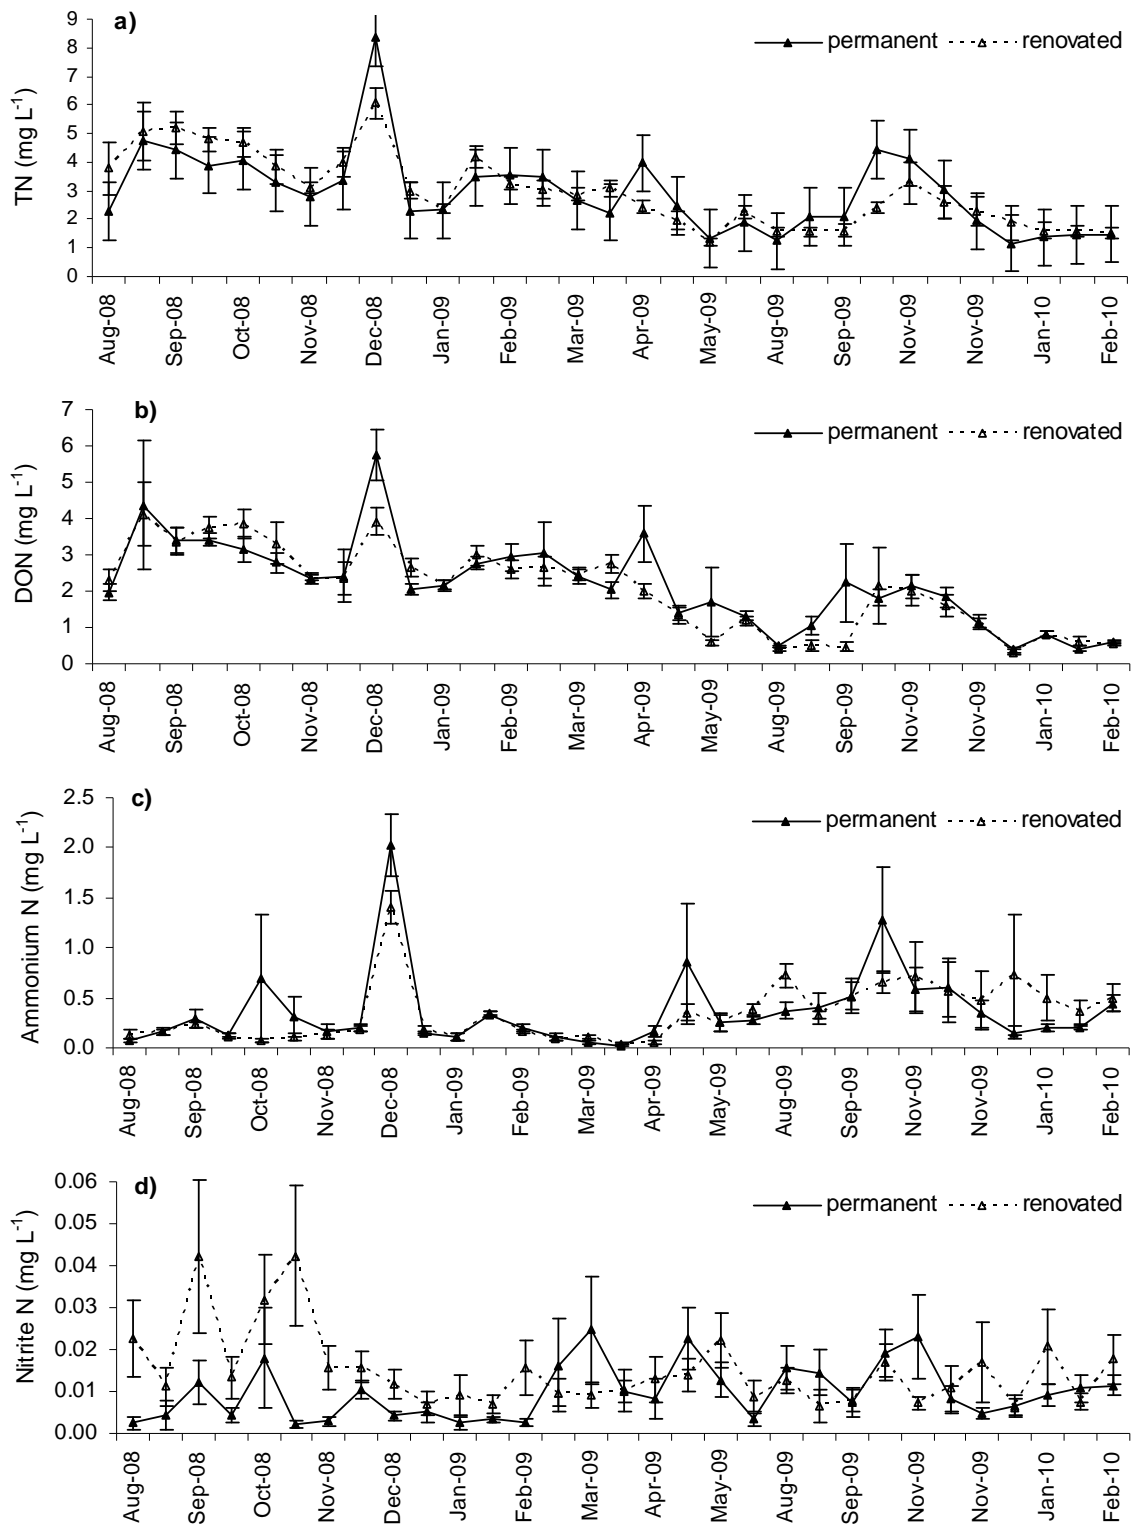 a)
permanent renovated
TN (mg L-1)
9
8
7
6
5
4
3
2
1
0
Aug-08 Sep-08 Oct-08 Nov-08 Dec-08 Jan-09 Feb-09 Mar-09 Apr-09 May-09 Aug-09 Sep-09 Nov-09 Nov-09 Jan-10 Feb-10
b)
permanent renovated
DON (mg L-1)
7
6
5
4
3
2
1
0
Aug-08 Sep-08 Oct-08 Nov-08 Dec-08 Jan-09 Feb-09 Mar-09 Apr-09 May-09 Aug-09 Sep-09 Nov-09 Nov-09 Jan-10 Feb-10
c)
permanent renovated
Ammonium N (mg L-1)
2.5
2.0
1.5
1.0
0.5
0.0
Aug-08 Sep-08 Oct-08 Nov-08 Dec-08 Jan-09 Feb-09 Mar-09 Apr-09 May-09 Aug-09 Sep-09 Nov-09 Nov-09 Jan-10 Feb-10
d)
permanent renovated
Nitrite N (mg L-1)
0.06
0.05
0.04
0.03
0.02
0.01
0.00
Aug-08 Sep-08 Oct-08 Nov-08 Dec-08 Jan-09 Feb-09 Mar-09 Apr-09 May-09 Aug-09 Sep-09 Nov-09 Nov-09 Jan-10 Feb-10